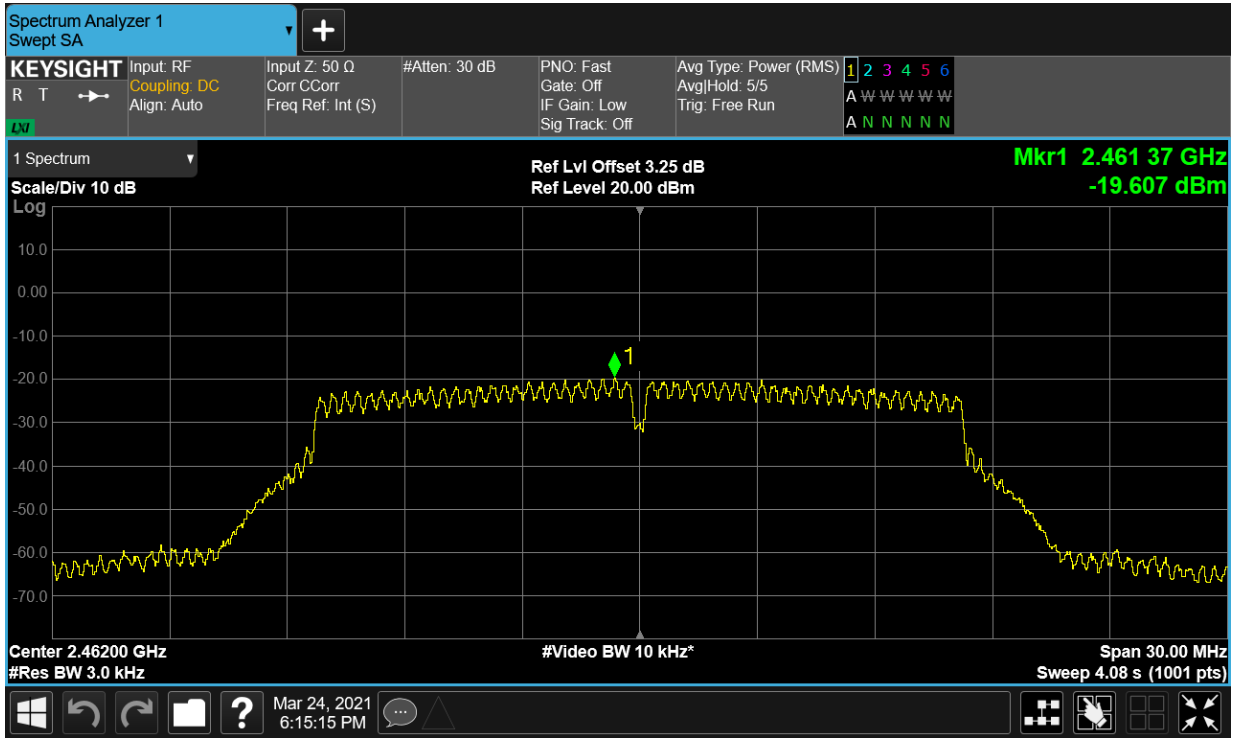 Spectrum Analyzer 1
Swept SA
+
KEYSIGHT
R T
LXI
Input: RF
Coupling: DC
Align: Auto
Input Z: 50 Ω
Corr CCorr
Freq Ref: Int (S)
#Atten: 30 dB
PNO: Fast
Gate: Off
IF Gain: Low
Sig Track: Off
Avg Type: Power (RMS)
Avg|Hold: 5/5
Trig: Free Run
1 2 3 4 5 6
A W W W W W
A N N N N N
1 Spectrum
Scale/Div 10 dB
Log
Ref Lvl Offset 3.25 dB
Ref Level 20.00 dBm
Mkr1 2.461 37 GHz
-19.607 dBm
10.0
0.00
-10.0
-20.0
-30.0
-40.0
-50.0
-60.0
-70.0
1
Center 2.46200 GHz
#Res BW 3.0 kHz
#Video BW 10 kHz*
Span 30.00 MHz
Sweep 4.08 s (1001 pts)
?
Mar 24, 2021
6:15:15 PM